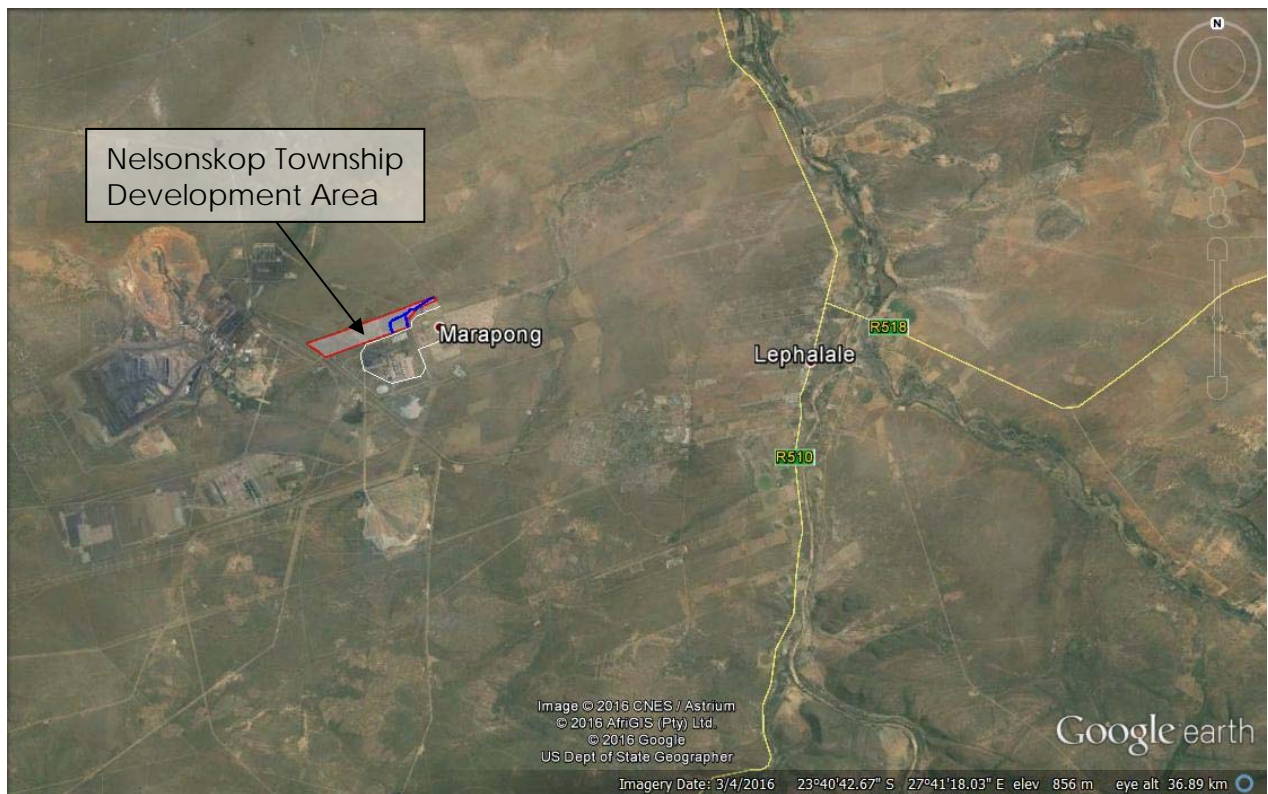 N
Nelsonskop Township
Development Area
Marapong
R518
Lephalale
R510
Image © 2016 CNES / Astrium
© 2016 AfriGIS (Pty) Ltd.
© 2016 Google
US Dept of State Geographer
Google earth
Imagery Date: 3/4/2016 23°40'42.67" S 27°41'18.03" E elev 856 m eye alt 36.89 km